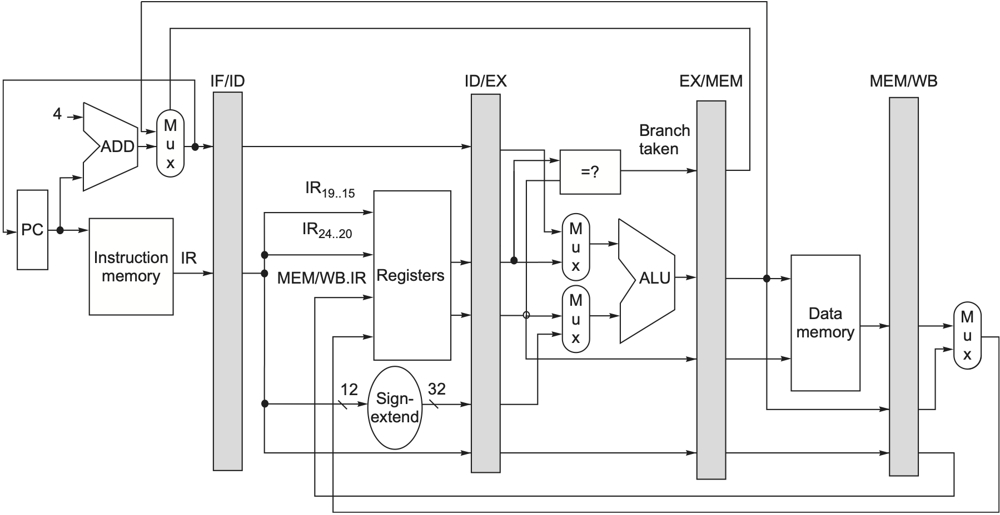 IF/ID
ID/EX
EX/MEM
MEM/WB
4
ADD
M
u
x
Branch
taken
=?
IR19..15
IR24..20
PC
Instruction
memory
IR
MEM/WB.IR
Registers
M
u
x
ALU
M
u
x
Data
memory
M
u
x
12
Sign-
extend
32